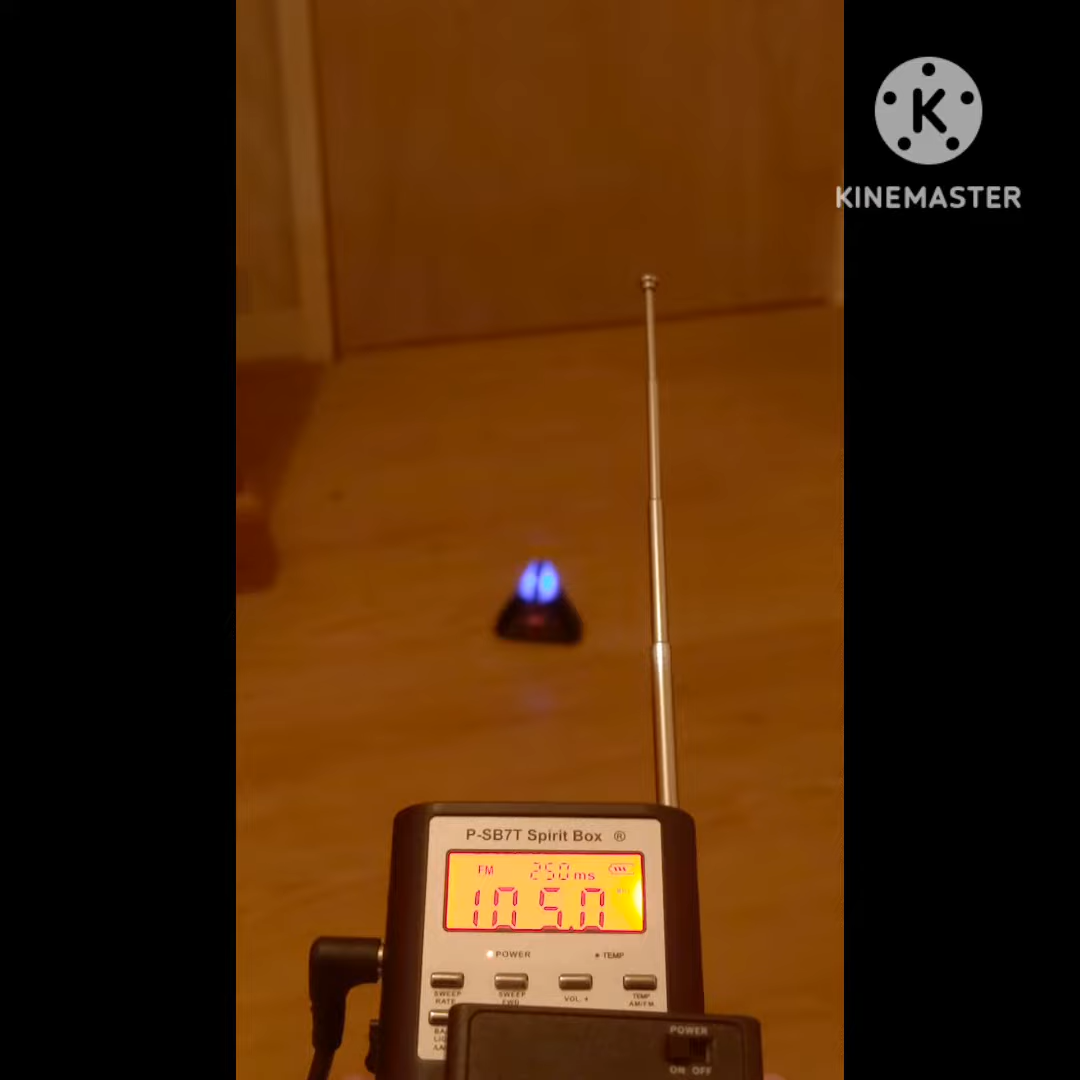 K
KINEMASTER
P-SB7T Spirit Box ®
FM 250 ms
105.0
POWER TEMP
SWEEP RATE
SWEEP FWD
VOL. +
TEMP AM/FM
POWER
ON OFF